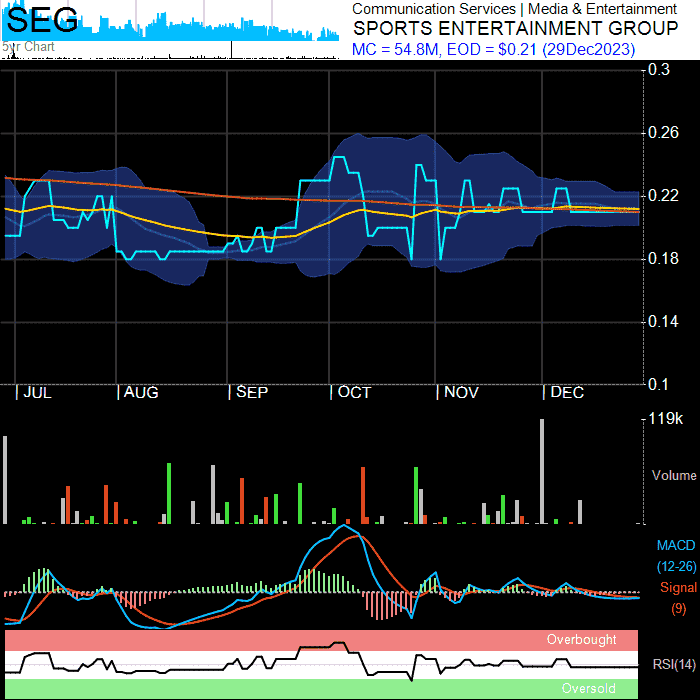 SEG
5yr Chart
Communication Services | Media & Entertainment
SPORTS ENTERTAINMENT GROUP
MC = 54.8M, EOD = $0.21 (29Dec2023)
0.3
0.26
0.22
0.18
0.14
0.1
| JUL | AUG | SEP | OCT | NOV | DEC
119k
Volume
MACD
(12-26)
Signal
(9)
Overbought
RSI(14)
Oversold